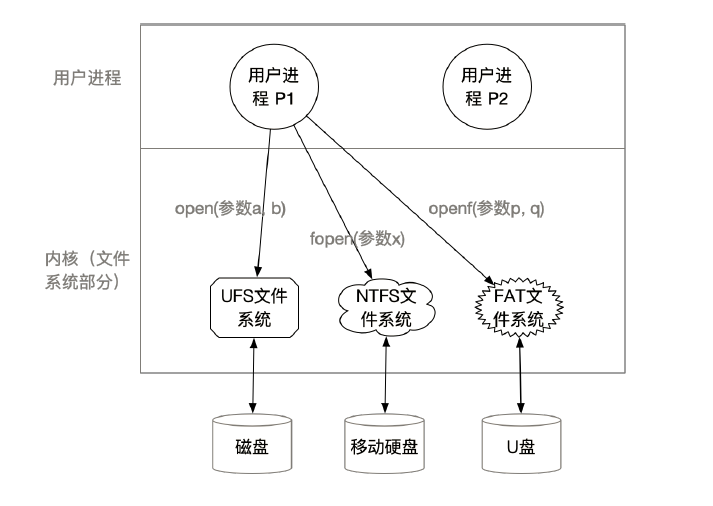 用户进程
用户进
程 P1
用户进
程 P2
open(参数a, b)
openf(参数p, q)
fopen(参数x)
内核（文件
系统部分）
UFS文件
系统
NTFS文
件系统
FAT文
件系统
磁盘
移动硬盘
U盘